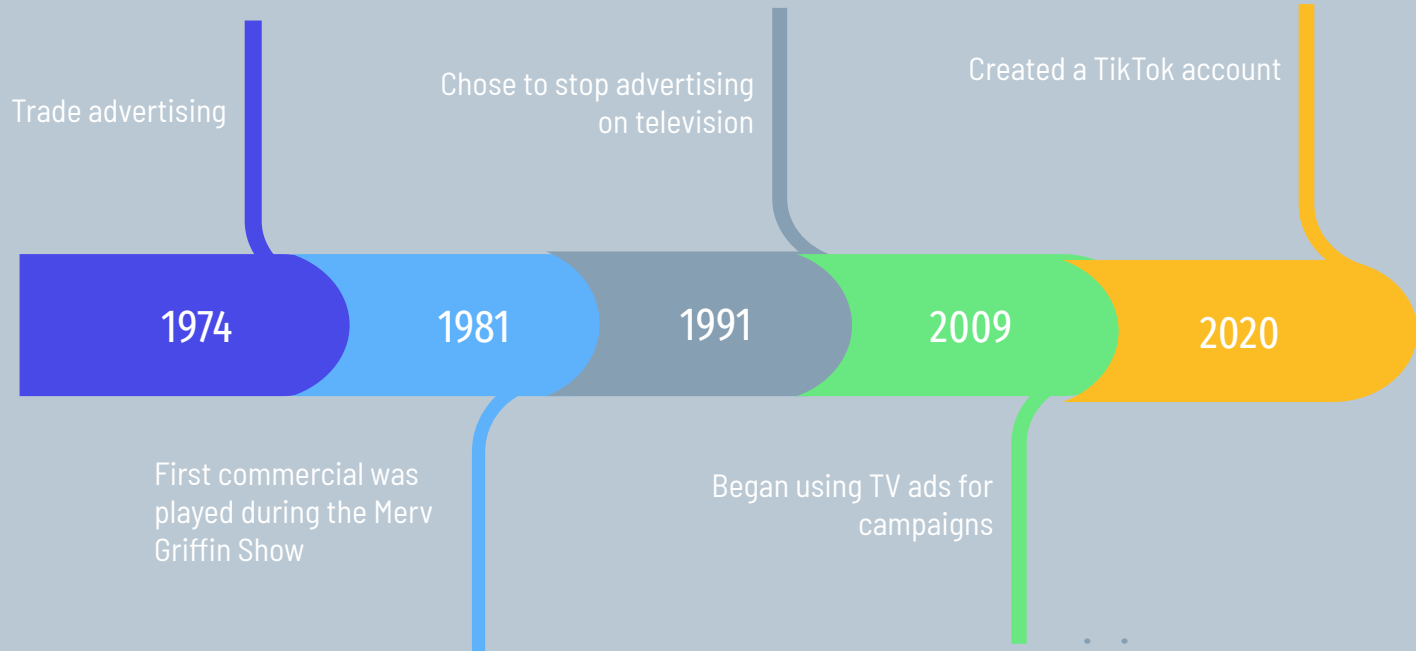 Trade advertising
Chose to stop advertising
on television
Created a TikTok account
1974
1981
1991
2009
2020
First commercial was
played during the Merv
Griffin Show
Began using TV ads for
campaigns